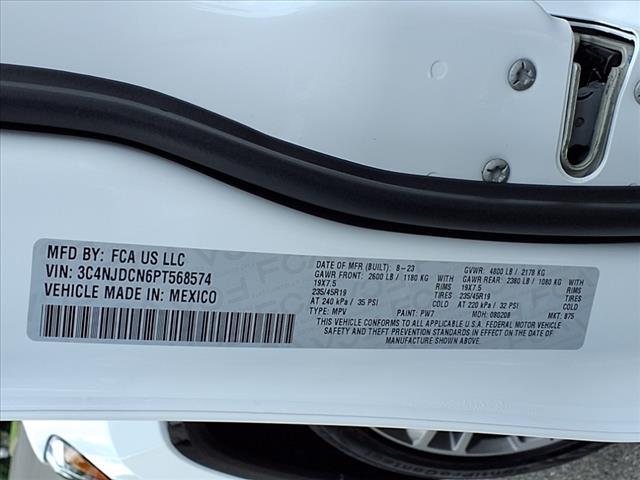 MFD BY: FCA US LLC
VIN: 3C4NJDCN6PT568574
VEHICLE MADE IN: MEXICO
DATE OF MFR (BUILT): 8-23 GVWR: 4800 LB / 2178 KG
GAWR FRONT: 2600 LB / 1180 KG WITH GAWR REAR: 2380 LB / 1080 KG WITH
19X7.5 RIMS 19X7.5 RIMS
235/45R19 TIRES 235/45R19 TIRES
AT 240 kPa / 35 PSI COLD AT 220 kPa / 32 PSI COLD
TYPE: MPV PAINT: PW7 MDH: 080208 MKT: 875
THIS VEHICLE CONFORMS TO ALL APPLICABLE U.S.A. FEDERAL MOTOR VEHICLE
SAFETY AND THEFT PREVENTION STANDARDS IN EFFECT ON THE DATE OF
MANUFACTURE SHOWN ABOVE.